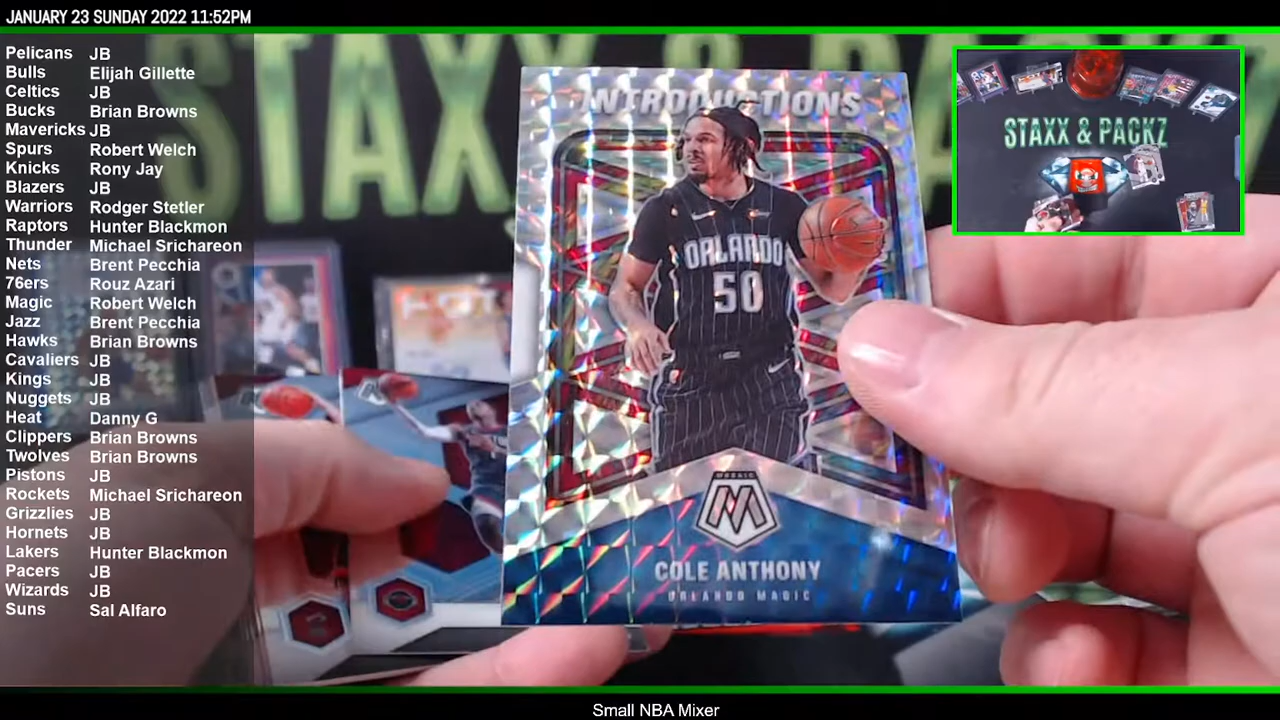 JANUARY 23 SUNDAY 2022 11:52PM
Pelicans JB
Bulls Elijah Gillette
Celtics JB
Bucks Brian Browns
Mavericks JB
Spurs Robert Welch
Knicks Rony Jay
Blazers JB
Warriors Rodger Stetler
Raptors Hunter Blackmon
Thunder Michael Srichareon
Nets Brent Pecchia
76ers Rouz Azari
Magic Robert Welch
Jazz Brent Pecchia
Hawks Brian Browns
Cavaliers JB
Kings JB
Nuggets JB
Heat Danny G
Clippers Brian Browns
Twolves Brian Browns
Pistons JB
Rockets Michael Srichareon
Grizzlies JB
Hornets JB
Lakers Hunter Blackmon
Pacers JB
Wizards JB
Suns Sal Alfaro
STAXX &
INTRODUCTIONS
ORLANDO
50
MOSAIC
M
COLE ANTHONY
ORLANDO MAGIC
STAXX & PACKZ
Small NBA Mixer